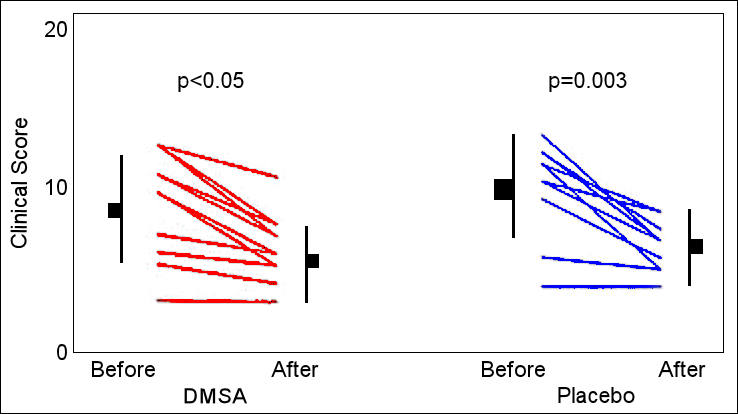 20
p<0.05
p=0.003
Clinical Score
10
0
Before
After
Before
After
DMSA
Placebo